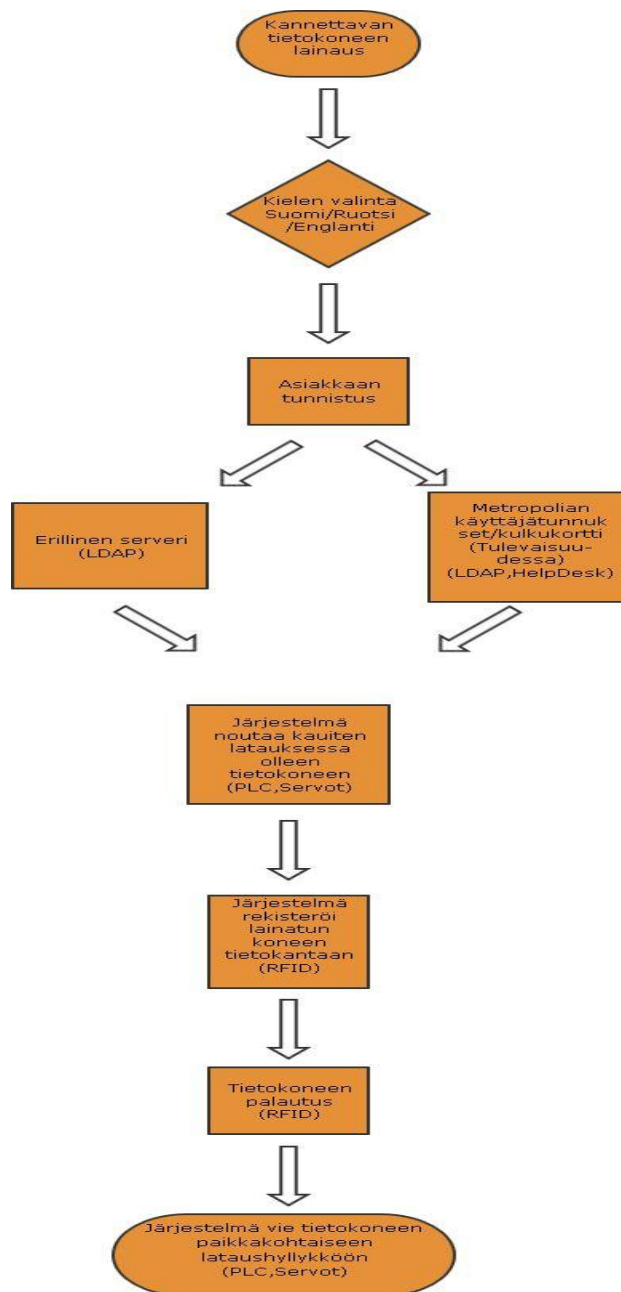 Kannettavan
tietokoneen
lainaus
Kielen valinta
Suomi/Ruotsi
/Englanti
Asiakkaan
tunnistus
Erillinen serveri
(LDAP)
Metropolian
käyttäjätunnuk
set/kulkukortti
(Tulevaisuu-
dessa)
(LDAP,HelpDesk)
Järjestelmä
noutaa kauiten
latauksessa
olleen
tietokoneen
(PLC,Servot)
Järjestelmä
rekisteröi
lainatun
koneen
tietokantaan
(RFID)
Tietokoneen
palautus
(RFID)
Järjestelmä vie tietokoneen
paikkakohtaiseen
lataushyllykköön
(PLC,Servot)